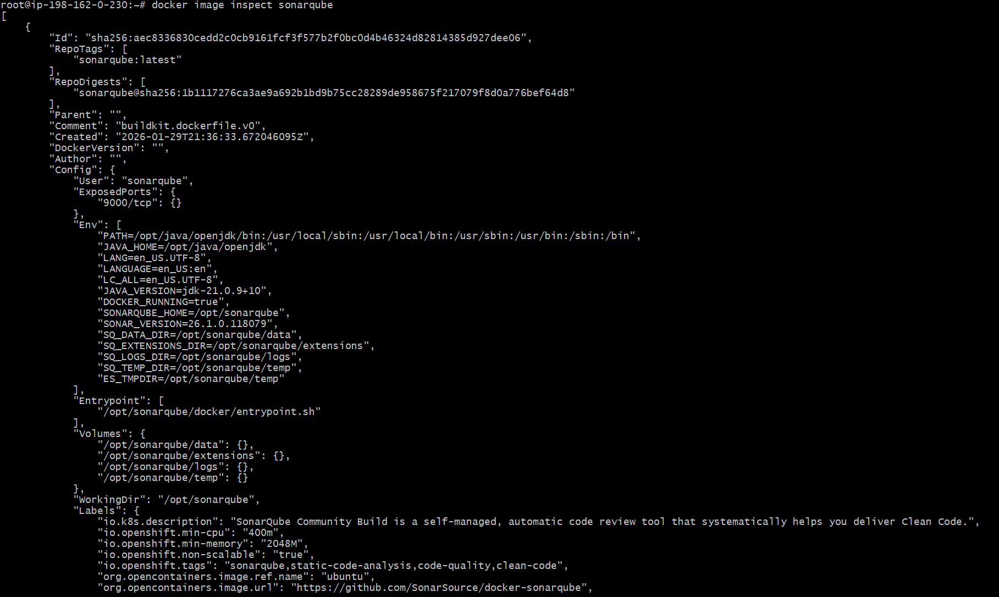 root@ip-198-162-0-230:~# docker image inspect sonarqube
[
    {
        "Id": "sha256:aec8336830cedd2c0cb9161fcf3f577b2f0bc0d4b46324d82814385d927dee06",
        "RepoTags": [
            "sonarqube:latest"
        ],
        "RepoDigests": [
            "sonarqube@sha256:1b1117276ca3ae9a692b1bd9b75cc28289de958675f217079f8d0a776bef64d8"
        ],
        "Parent": "",
        "Comment": "buildkit.dockerfile.v0",
        "Created": "2026-01-29T21:36:33.672046095Z",
        "DockerVersion": "",
        "Author": "",
        "Config": {
            "User": "sonarqube",
            "ExposedPorts": {
                "9000/tcp": {}
            },
            "Env": [
                "PATH=/opt/java/openjdk/bin:/usr/local/sbin:/usr/local/bin:/usr/sbin:/usr/bin:/sbin:/bin",
                "JAVA_HOME=/opt/java/openjdk",
                "LANG=en_US.UTF-8",
                "LANGUAGE=en_US:en",
                "LC_ALL=en_US.UTF-8",
                "JAVA_VERSION=jdk-21.0.9+10",
                "DOCKER_RUNNING=true",
                "SONARQUBE_HOME=/opt/sonarqube",
                "SONAR_VERSION=26.1.0.118079",
                "SQ_DATA_DIR=/opt/sonarqube/data",
                "SQ_EXTENSIONS_DIR=/opt/sonarqube/extensions",
                "SQ_LOGS_DIR=/opt/sonarqube/logs",
                "SQ_TEMP_DIR=/opt/sonarqube/temp",
                "ES_TMPDIR=/opt/sonarqube/temp"
            ],
            "Entrypoint": [
                "/opt/sonarqube/docker/entrypoint.sh"
            ],
            "Volumes": {
                "/opt/sonarqube/data": {},
                "/opt/sonarqube/extensions": {},
                "/opt/sonarqube/logs": {},
                "/opt/sonarqube/temp": {}
            },
            "WorkingDir": "/opt/sonarqube",
            "Labels": {
                "io.k8s.description": "SonarQube Community Build is a self-managed, automatic code review tool that systematically helps you deliver Clean Code.",
                "io.openshift.min-cpu": "400m",
                "io.openshift.min-memory": "2048M",
                "io.openshift.non-scalable": "true",
                "io.openshift.tags": "sonarqube,static-code-analysis,code-quality,clean-code",
                "org.opencontainers.image.ref.name": "ubuntu",
                "org.opencontainers.image.url": "https://github.com/SonarSource/docker-sonarqube",